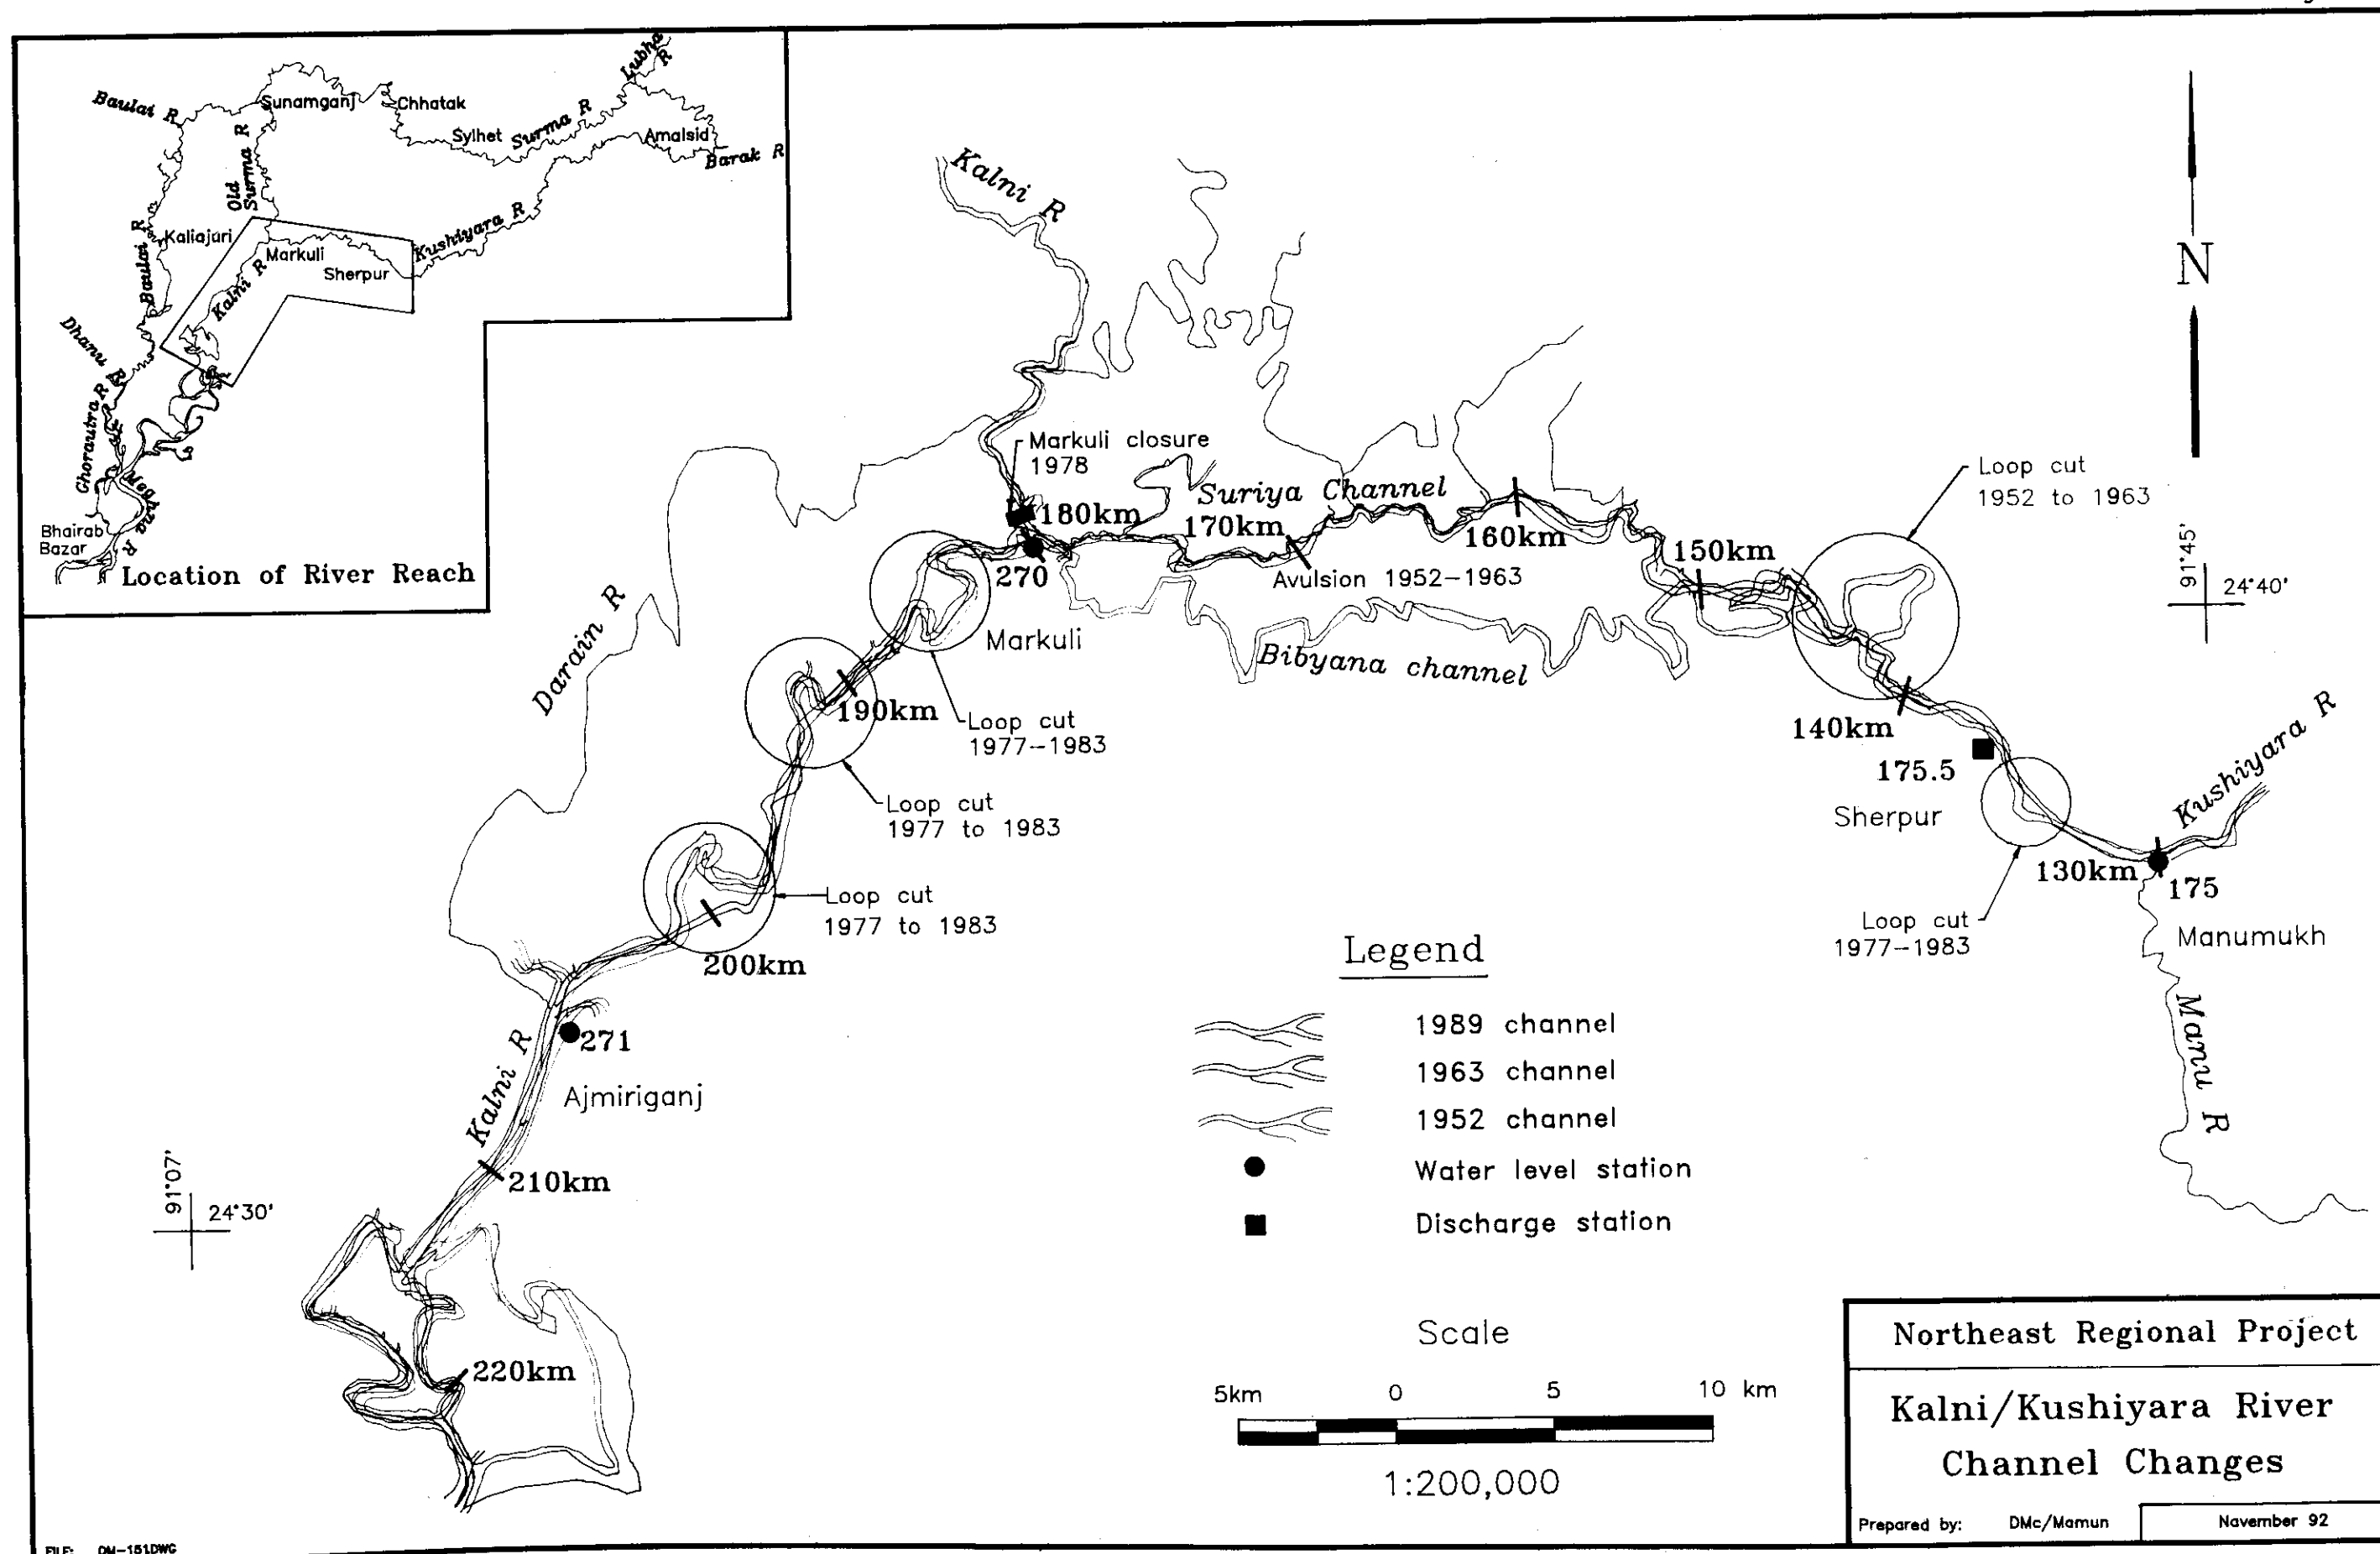 Baulai R
Sunamganj
Chhatak
Lubha R
Sylhet
Surma R
Amalsid
Barak R
Old Surma R
Kaliajuri
Baulai R
Markuli
Sherpur
Kushiyara R
Kalni R
Dhanu R
Ghorautra R
Meghna R
Bhairab
Bazar
Location of River Reach
Kalni R
N
Markuli closure
1978
180km
Suriya Channel
170km
160km
150km
Loop cut
1952 to 1963
91°45'
24°40'
270
Avulsion 1952-1963
Markuli
Bibyana channel
Darain R
190km
Loop cut
1977-1983
140km
175.5
Sherpur
Kushiyara R
Loop cut
1977 to 1983
130km
175
Loop cut
1977 to 1983
Loop cut
1977-1983
Manumukh
200km
Manu R
271
Kalni R
Ajmiriganj
210km
91°07'
24°30'
220km
Legend
1989 channel
1963 channel
1952 channel
Water level station
Discharge station
Scale
5km 0 5 10 km
1:200,000
Northeast Regional Project
Kalni/Kushiyara River
Channel Changes
Prepared by: DMc/Mamun
Navember 92
FILE: DM-151.DWG